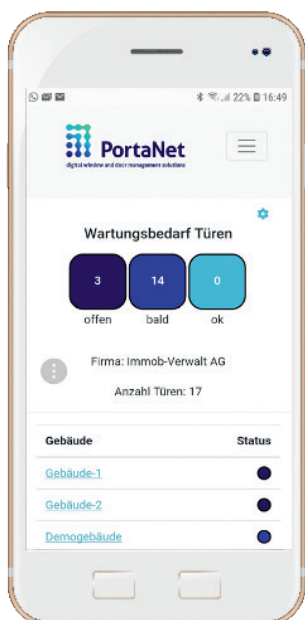 22% 16:49
PortaNet
digital window and door management solutions
Wartungsbedarf Türen
3 14 0
offen bald ok
Firma: Immob-Verwalt AG
Anzahl Türen: 17
Gebäude Status
Gebäude-1
Gebäude-2
Demogebäude